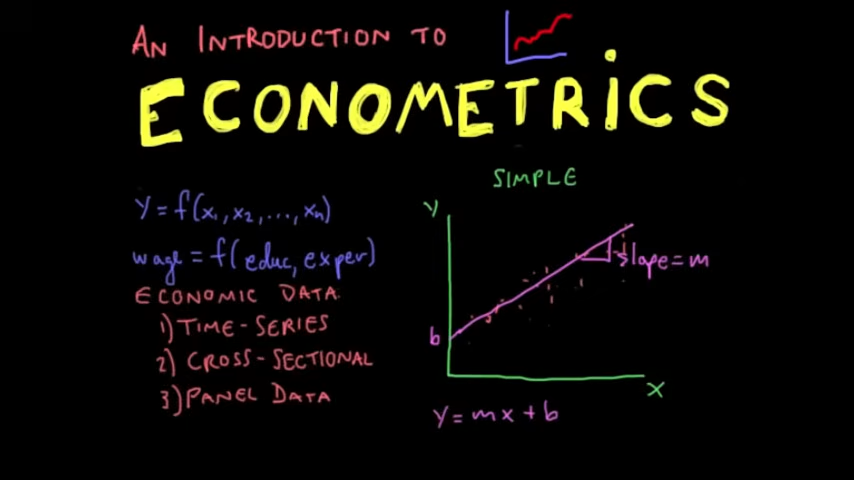 AN INTRODUCTION TO
ECONOMETRICS
Y = f(x₁, x₂, ..., xₙ)
wage = f(educ, exper)
ECONOMIC DATA:
1) TIME-SERIES
2) CROSS-SECTIONAL
3) PANEL DATA
SIMPLE
Y
slope = m
b
X
Y = mx + b